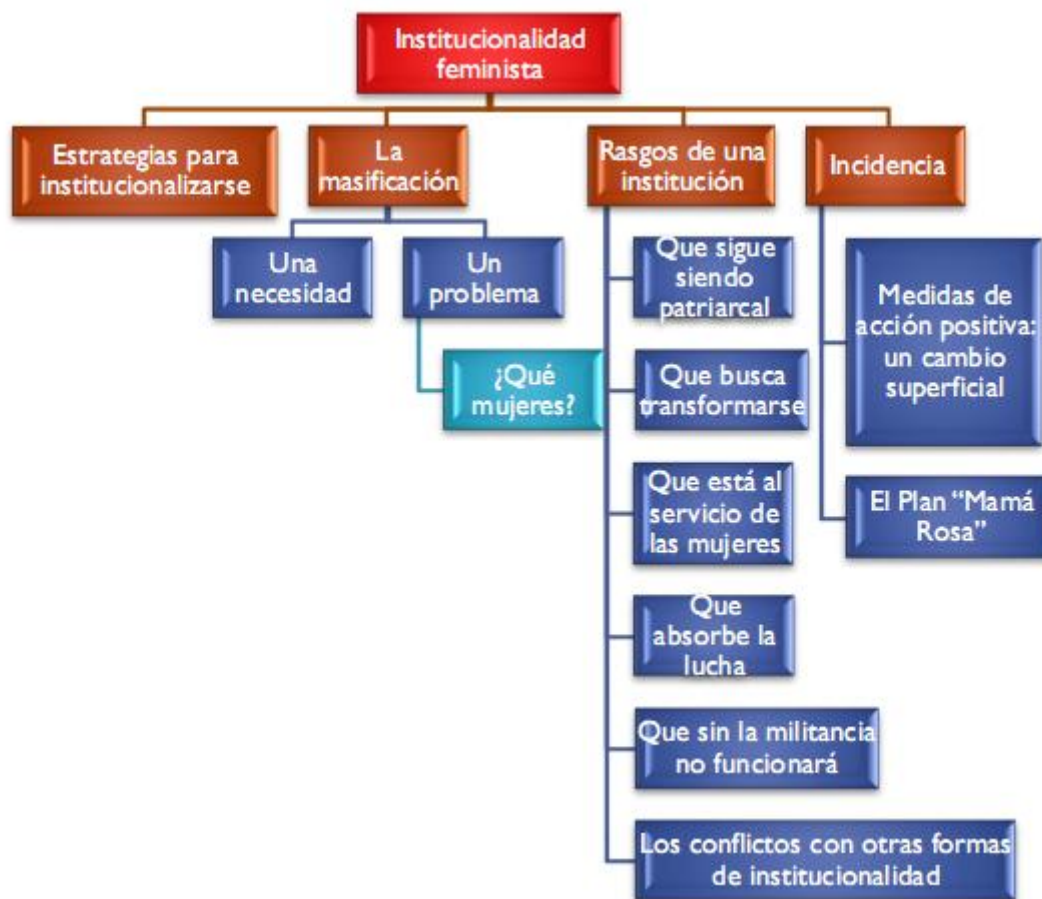 Institucionalidad
feminista
Estrategias para
institucionalizarse
La
masificación
Rasgos de una
institución
Incidencia
Una
necesidad
Un
problema
¿Qué
mujeres?
Que sigue
siendo
patriarcal
Que busca
transformarse
Que está al
servicio de
las mujeres
Que
absorbe la
lucha
Que sin la militancia
no funcionará
Los conflictos con otras formas
de institucionalidad
Medidas de
acción positiva:
un cambio
superficial
El Plan “Mamá
Rosa”